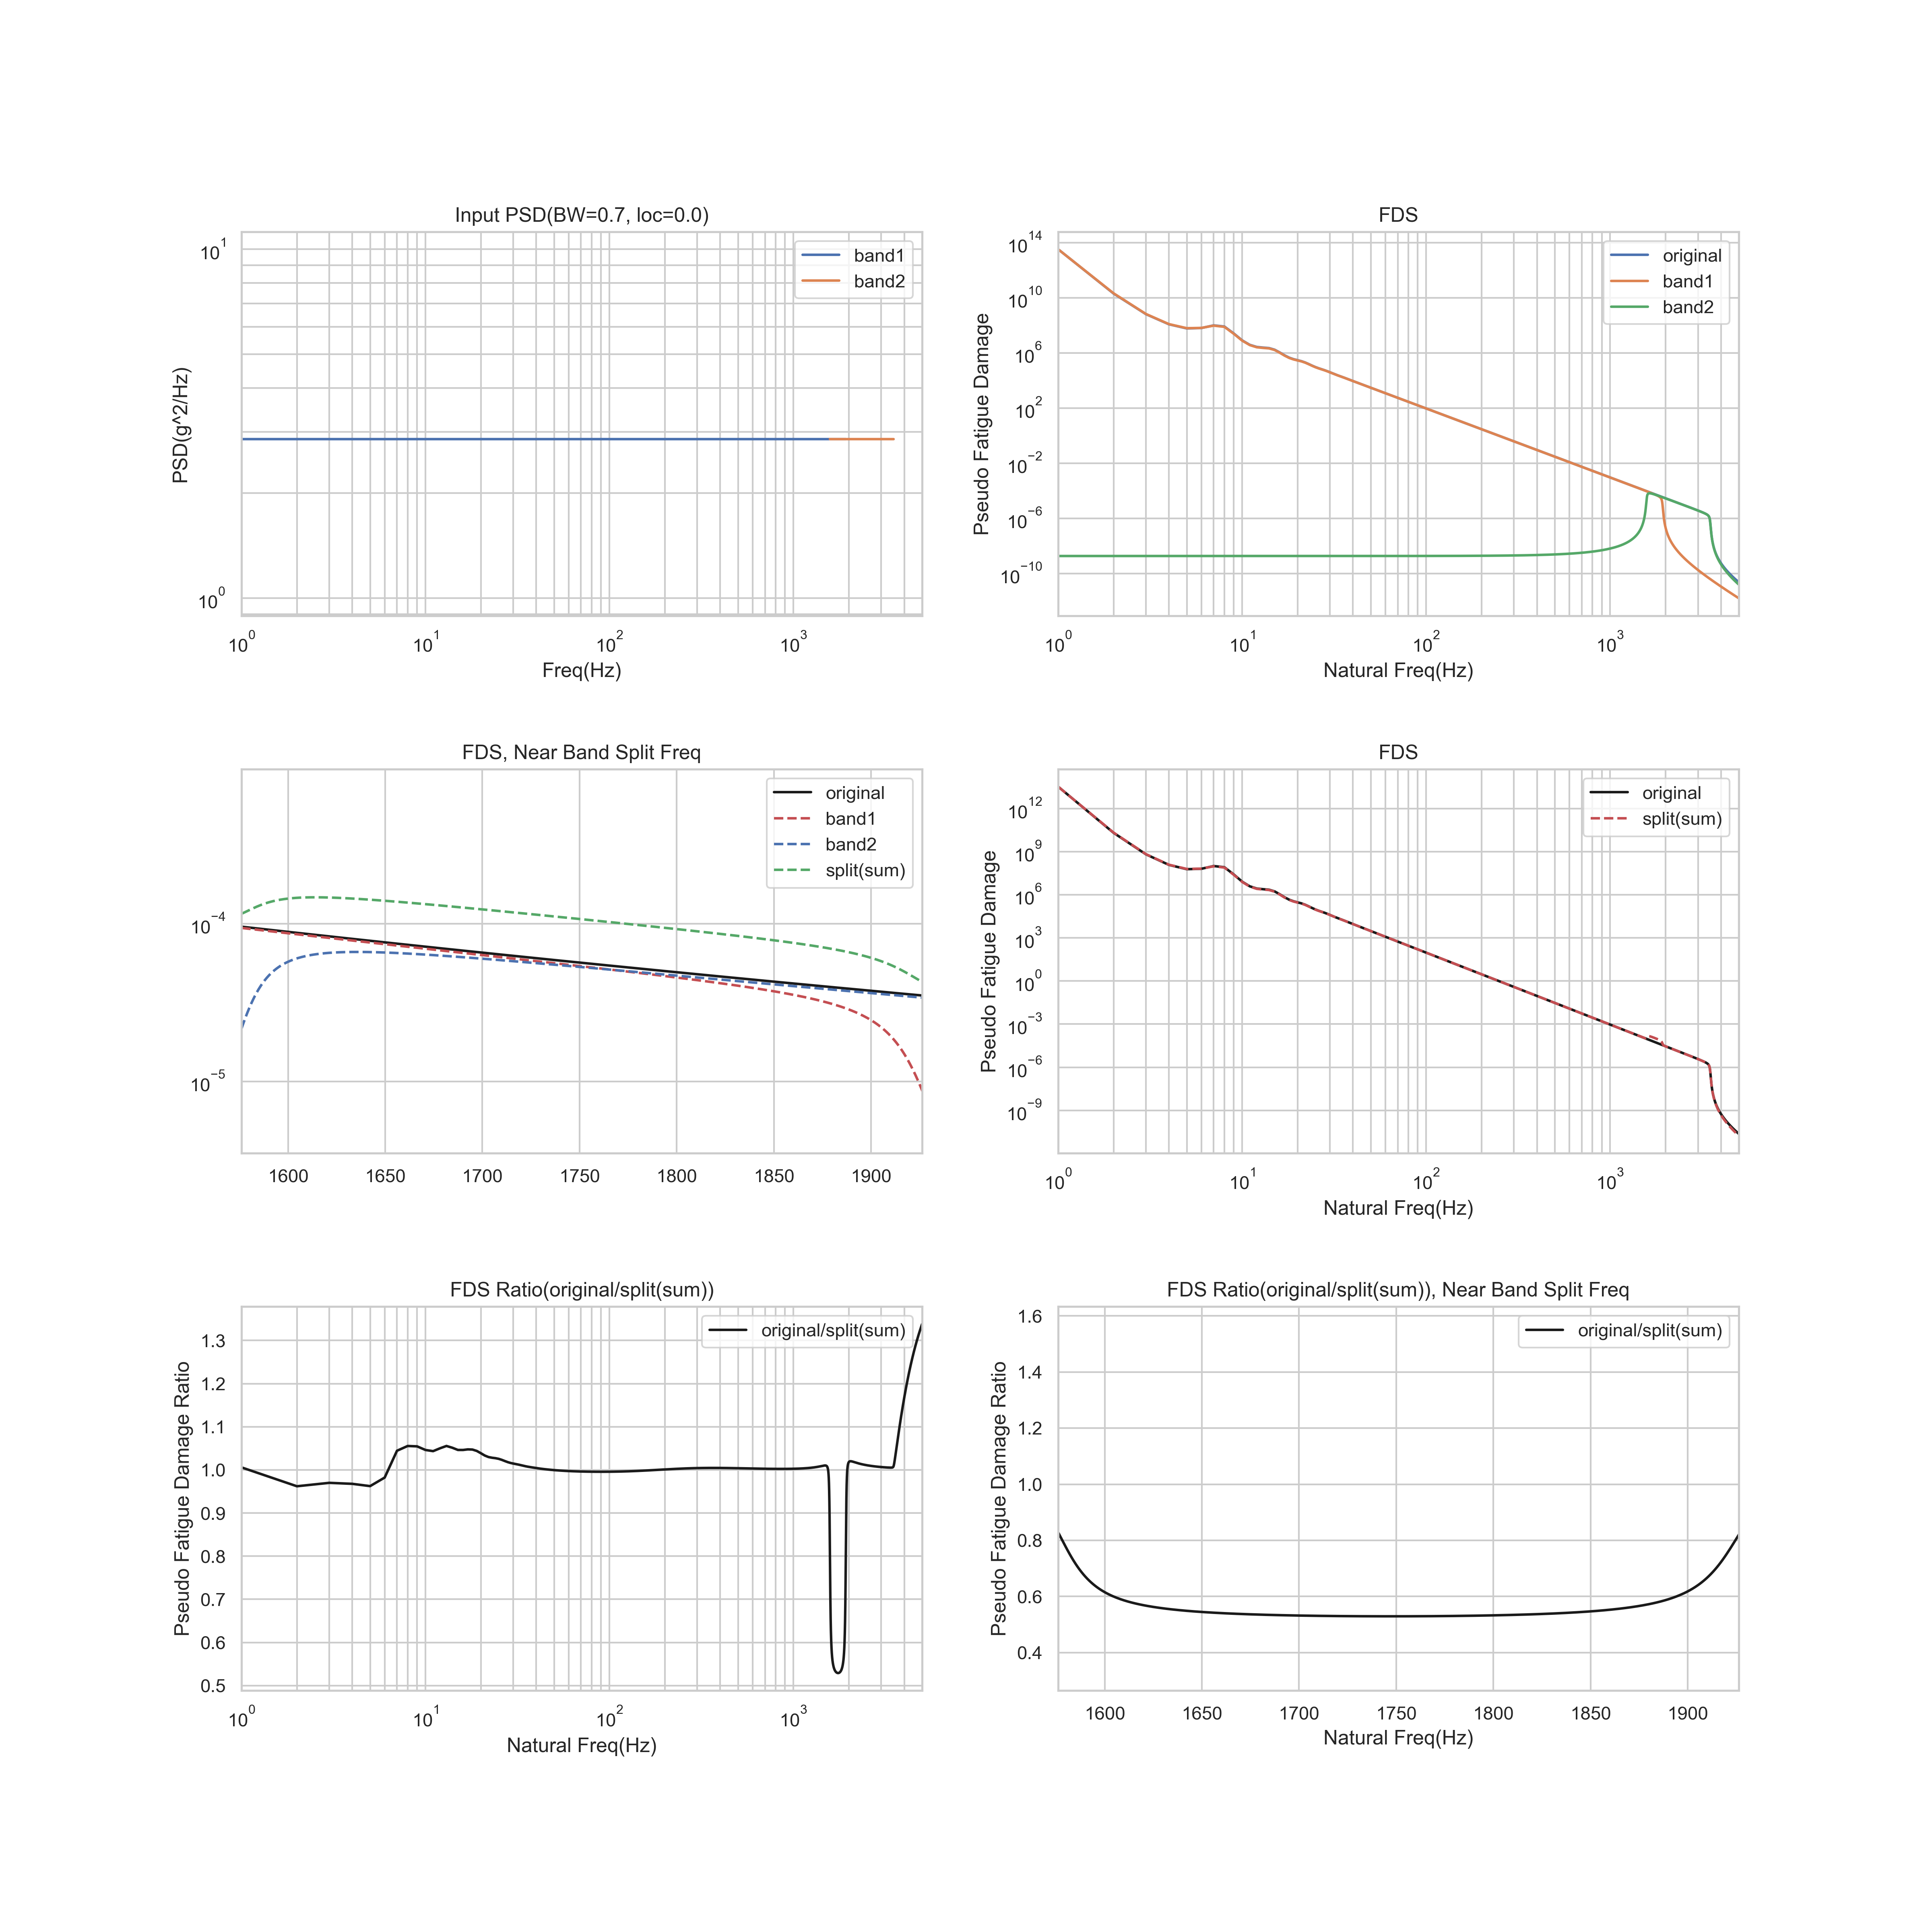 Input PSD(BW=0.7, loc=0.0)
PSD(g^2/Hz)
10^1
10^0
band1
band2
10^0 10^1 10^2 10^3
Freq(Hz)
FDS
Pseudo Fatigue Damage
10^14
10^10
10^6
10^2
10^−2
10^−6
10^−10
original
band1
band2
10^0 10^1 10^2 10^3
Natural Freq(Hz)
FDS, Near Band Split Freq
10^−4
10^−5
original
band1
band2
split(sum)
1600 1650 1700 1750 1800 1850 1900
FDS
Pseudo Fatigue Damage
10^12
10^9
10^6
10^3
10^0
10^−3
10^−6
10^−9
original
split(sum)
10^0 10^1 10^2 10^3
Natural Freq(Hz)
FDS Ratio(original/split(sum))
Pseudo Fatigue Damage Ratio
1.3
1.2
1.1
1.0
0.9
0.8
0.7
0.6
0.5
original/split(sum)
10^0 10^1 10^2 10^3
Natural Freq(Hz)
FDS Ratio(original/split(sum)), Near Band Split Freq
Pseudo Fatigue Damage Ratio
1.6
1.4
1.2
1.0
0.8
0.6
0.4
original/split(sum)
1600 1650 1700 1750 1800 1850 1900
Natural Freq(Hz)